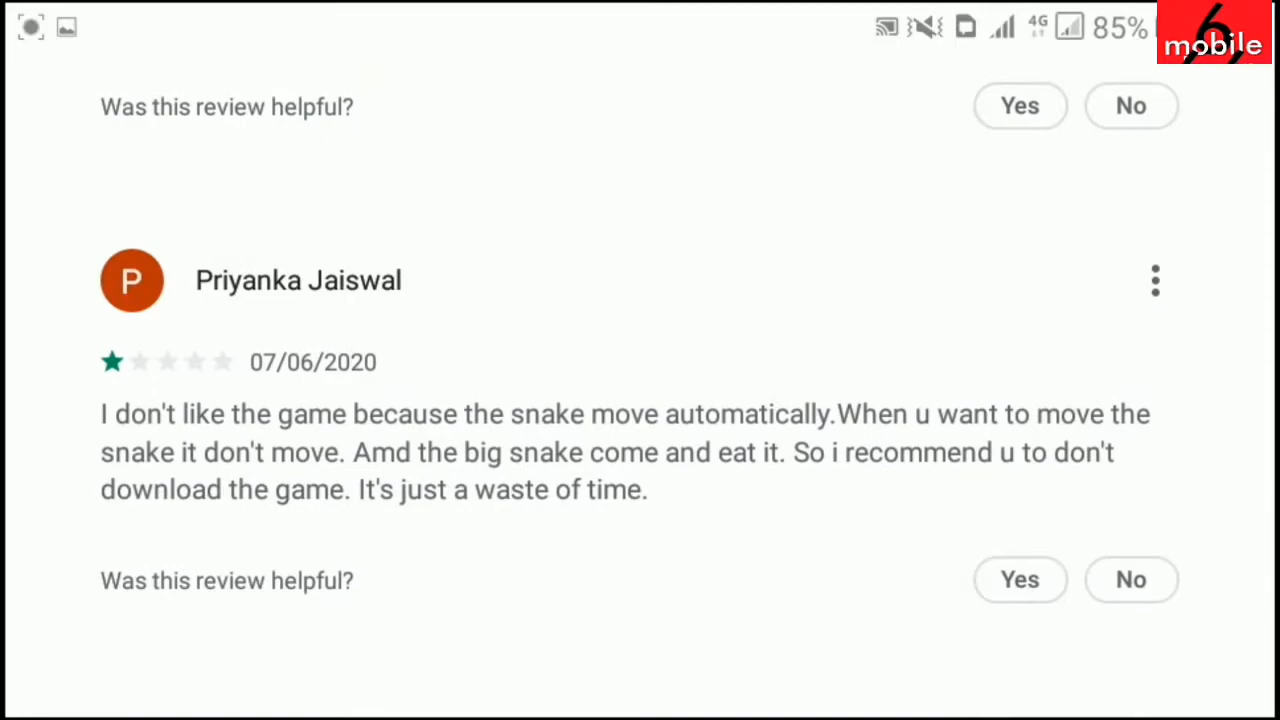 4G 85%
6
mobile
Was this review helpful? Yes No
P Priyanka Jaiswal
07/06/2020
I don't like the game because the snake move automatically.When u want to move the
snake it don't move. Amd the big snake come and eat it. So i recommend u to don't
download the game. It's just a waste of time.
Was this review helpful? Yes No